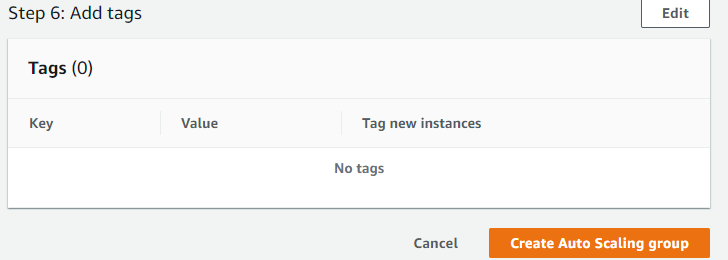 Step 6: Add tags
Edit
Tags (0)
Key Value Tag new instances
No tags
Cancel Create Auto Scaling group